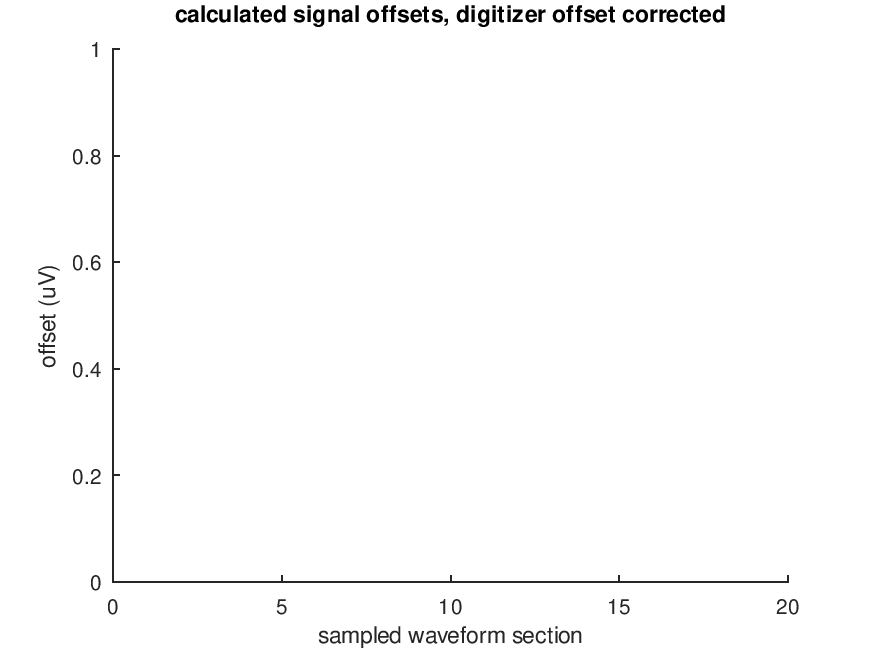 calculated signal offsets, digitizer offset corrected
1
0.8
0.6
0.4
0.2
0
offset (uV)
0 5 10 15 20
sampled waveform section